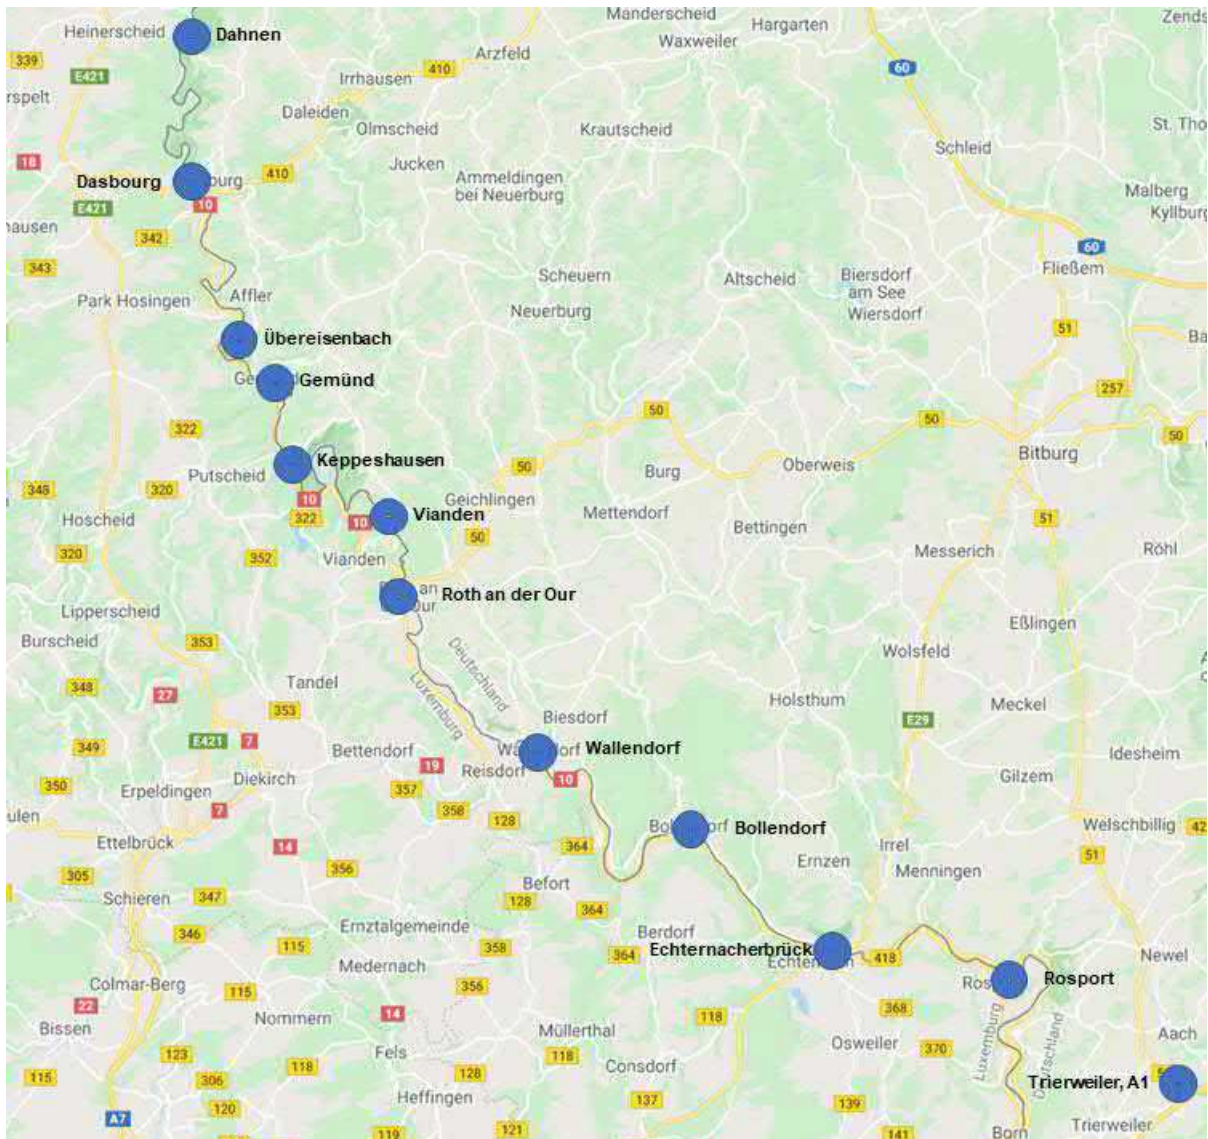 Manderscheid
Hargarten
Zends
Heinerscheid
Dahnen
Waxweiler
339
Arzfeld
410
60
E421
Irrhausen
rspelt
Daleiden
Olmscheid
Krautscheid
St. Tho
Schleid
18
Jucken
410
Ammeldingen
bei Neuerburg
Dasbourg
burg
Malberg
Kyllburg
E421
10
hausen
342
60
343
Scheuern
Altscheid
Biersdorf
am See
Fließem
Park Hosingen
Affler
Neuerburg
Wiersdorf
51
Übereisenbach
Ba
Gemünd
257
50
50
322
50
Keppeshausen
Bitburg
Putscheid
50
Burg
Oberweis
348
320
10
Geichlingen
322
10
Vianden
Mettendorf
Bettingen
51
Hoscheid
50
320
352
Vianden
Messerich
Röhl
an
Our
Roth an der Our
Lipperscheid
Eßlingen
Burscheid
353
Deutschland
Luxemburg
Wolsfeld
348
27
Tandel
Holsthum
Meckel
353
Biesdorf
E29
349
E421
7
Bettendorf
Wallendorf
Idesheim
19
Reisdorf
10
350
Erpeldingen
Diekirch
357
Gilzem
7
358
128
ulen
Bollendorf
Welschbillig
42
Ettelbrück
14
364
Irrel
51
305
356
Ernzen
Menningen
Schieren
347
Befort
128
364
346
115
Ernztalgemeinde
358
Berdorf
364
Echternacherbrück
418
Newel
Medernach
Colmar-Berg
115
356
Ros
Rosport
22
14
368
Bissen
Nommern
118
Müllerthal
Aach
123
Fels
118
Osweiler
370
Luxemburg
Deutschland
115
306
118
128
Consdorf
Trierweiler, A1
120
Heffingen
137
139
A7
119
121
141
Born
Trierweiler